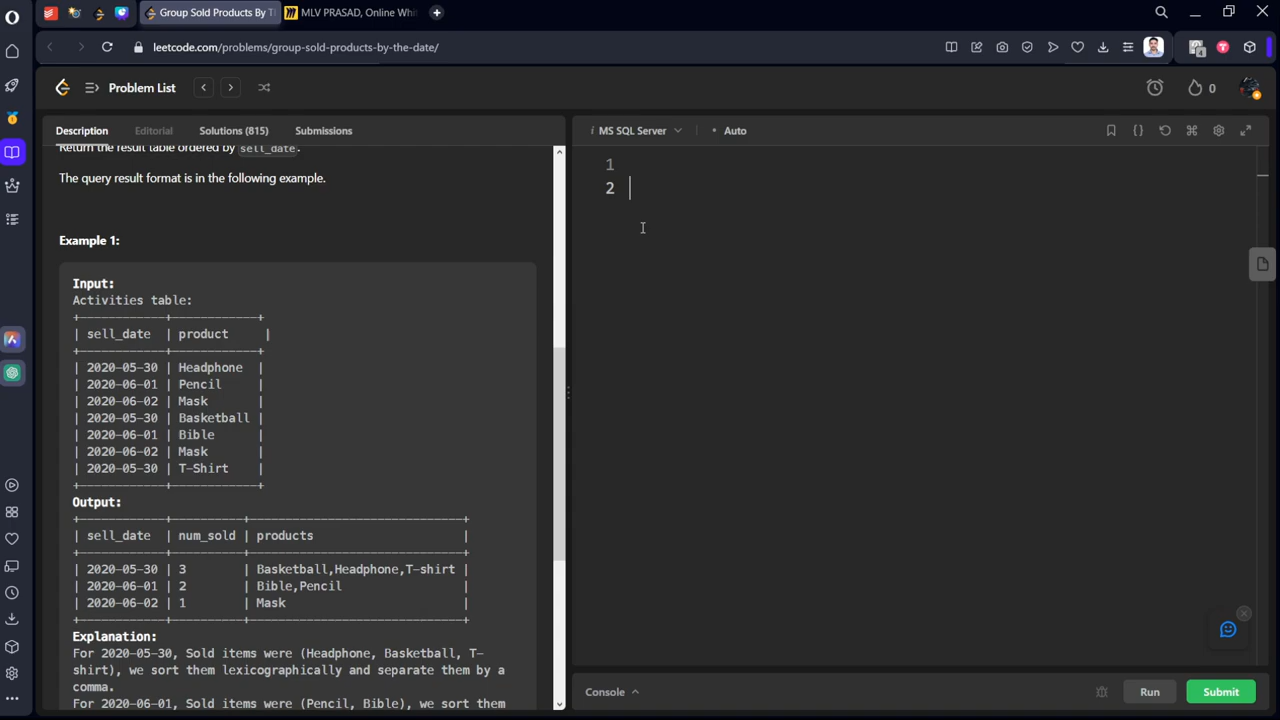 Group Sold Products By T
MLV PRASAD, Online Whi
leetcode.com/problems/group-sold-products-by-the-date/
Problem List
0
Description
Editorial
Solutions (815)
Submissions
MS SQL Server
Auto
Return the result table ordered by sell_date.
The query result format is in the following example.
Example 1:
Input:
Activities table:
+------------+------------+
| sell_date  | product     |
+------------+------------+
| 2020-05-30 | Headphone  |
| 2020-06-01 | Pencil     |
| 2020-06-02 | Mask       |
| 2020-05-30 | Basketball |
| 2020-06-01 | Bible      |
| 2020-06-02 | Mask       |
| 2020-05-30 | T-Shirt    |
+------------+------------+
Output:
+------------+----------+------------------------------+
| sell_date  | num_sold | products                     |
+------------+----------+------------------------------+
| 2020-05-30 | 3        | Basketball,Headphone,T-shirt |
| 2020-06-01 | 2        | Bible,Pencil                 |
| 2020-06-02 | 1        | Mask                         |
+------------+----------+------------------------------+
Explanation:
For 2020-05-30, Sold items were (Headphone, Basketball, T-
shirt), we sort them lexicographically and separate them by a
comma.
For 2020-06-01, Sold items were (Pencil, Bible), we sort them
1
2
Console
Run
Submit